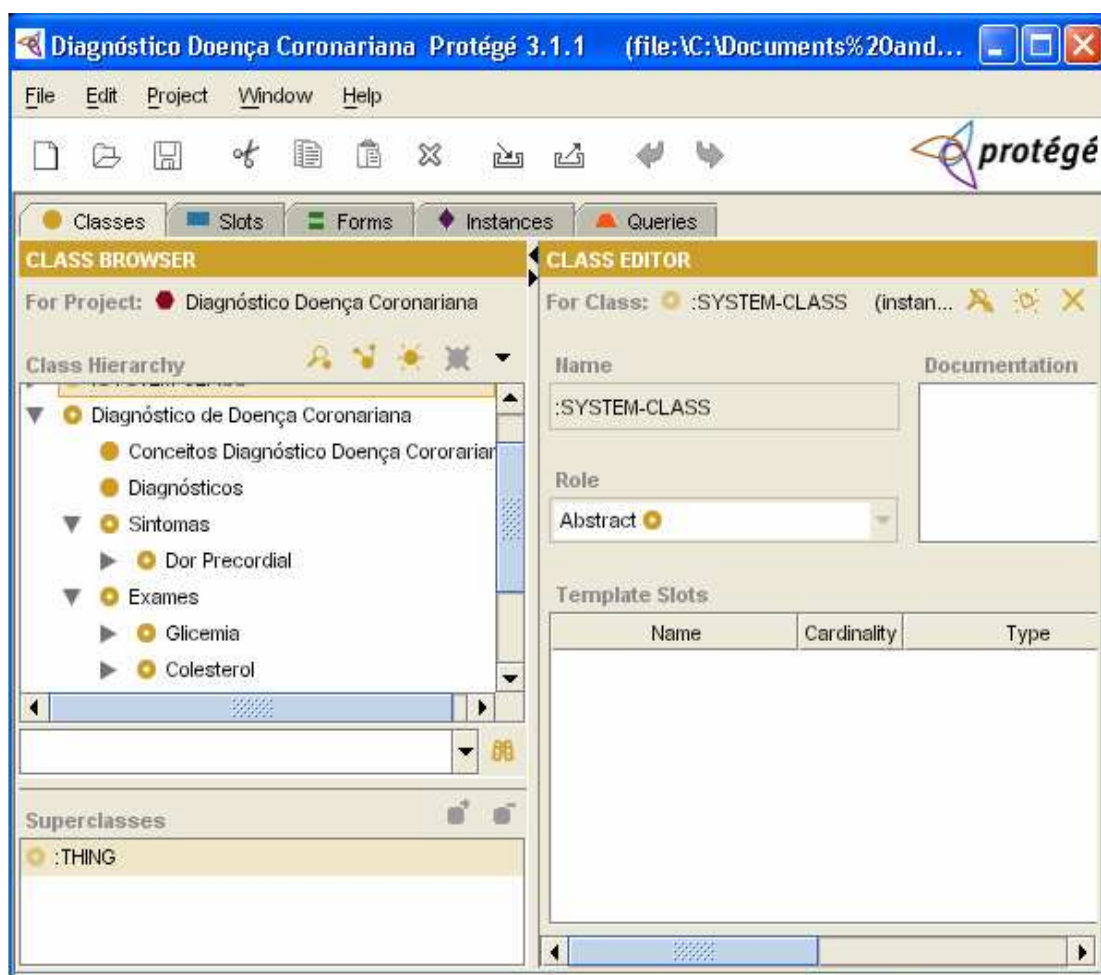 Diagnóstico Doença Coronariana Protégé 3.1.1 (file:\C:\Documents%20and...
File Edit Project Window Help
protégé
Classes Slots Forms Instances Queries
CLASS BROWSER
For Project: Diagnóstico Doença Coronariana
Class Hierarchy
Diagnóstico de Doença Coronariana
Conceitos Diagnóstico Doença Cororarian
Diagnósticos
Sintomas
Dor Precordial
Exames
Glicemia
Colesterol
Superclasses
:THING
CLASS EDITOR
For Class: :SYSTEM-CLASS (instan...
Name
:SYSTEM-CLASS
Documentation
Role
Abstract
Template Slots
Name Cardinality Type